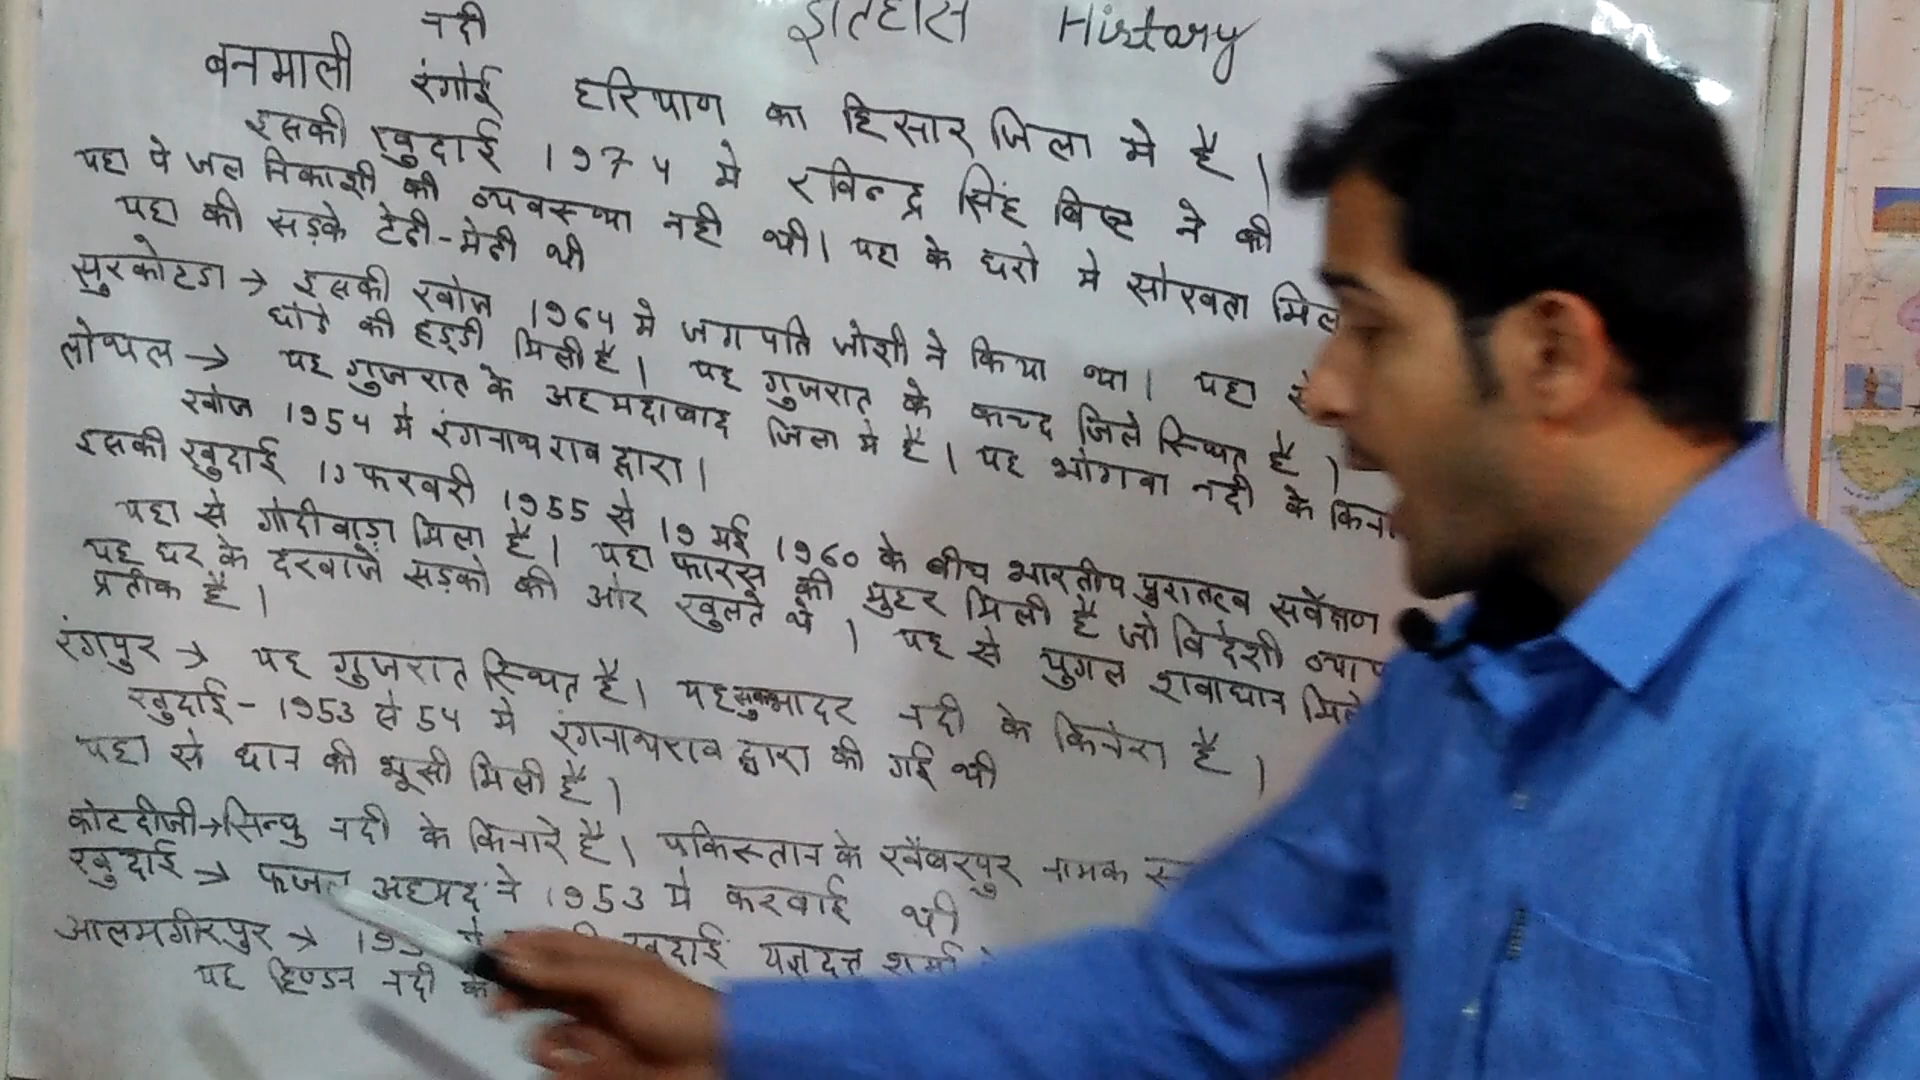 इतिहास History
नदी
बनमाली रंगोई हरियाण का हिसार जिला मे है ।
इसकी खुदाई 1974 मे रविन्द्र सिंह बिष्ट ने की
यहा पे जल निकाशी की व्यवस्था नही थी। यहा के घरो मे सोरवता मिल
यहा की सड़के टेढी-मेढी थी
सुरकोटडा → इसकी खोज 1964 मे जगपति जोशी ने किया था। यहा से
घोडे की हड्डी मिली है। यह गुजरात के कच्द जिले स्थित है ।
लोथल → यह गुजरात के अहमदाबाद जिला मे है। यह भोगवा नदी के किना
खोज 1954 मे रंगनाथ राव द्वारा।
इसकी खुदाई 13 फरवरी 1955 से 19 मई 1960 के बीच भारतीय पुरातत्व सर्वेक्षण
यहा से गोदीवाड़ा मिला है। यहा फारस की मुहर मिली है जो विदेशी व्याप
प्रतीक है।
यह घर के दरवाजे सड़को की ओर खुलते थे । यह से युगल शवाधान मिले
रंगपुर → यह गुजरात स्थित है। यह भादर नदी के किनेरा है ।
खुदाई - 1953 से 54 मे रंगनाथराव द्वारा की गई थी
यहा से धान की भूसी मिली है।
कोटदीजी → सिन्धु नदी के किनारे है। पकिस्तान के खैबरपुर नामक
खुदाई → फजल अहमद ने 1953 मे करवाई थी
आलमगीरपुर → खुदाई यज्ञदत्त शर्मा
यह हिण्डन नदी के